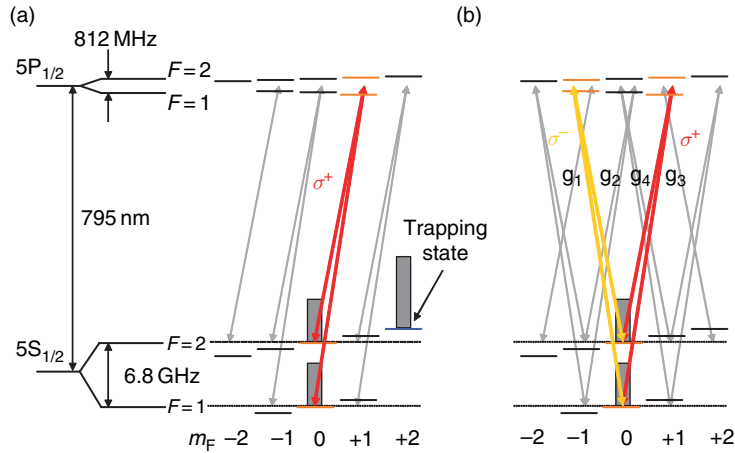 (a)
812 MHz
5P1/2
F = 2
F = 1
σ+
795 nm
Trapping
state
5S1/2
F = 2
6.8 GHz
F = 1
mF −2 −1 0 +1 +2
(b)
σ− σ+
g1 g2 g4 g3
−2 −1 0 +1 +2